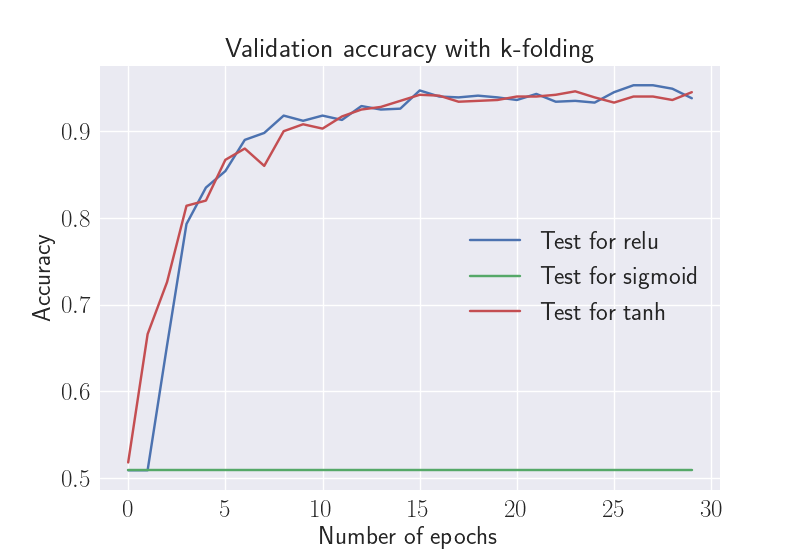 Validation accuracy with k-folding
Accuracy
0.9
0.8
0.7
0.6
0.5
Test for relu
Test for sigmoid
Test for tanh
0 5 10 15 20 25 30
Number of epochs